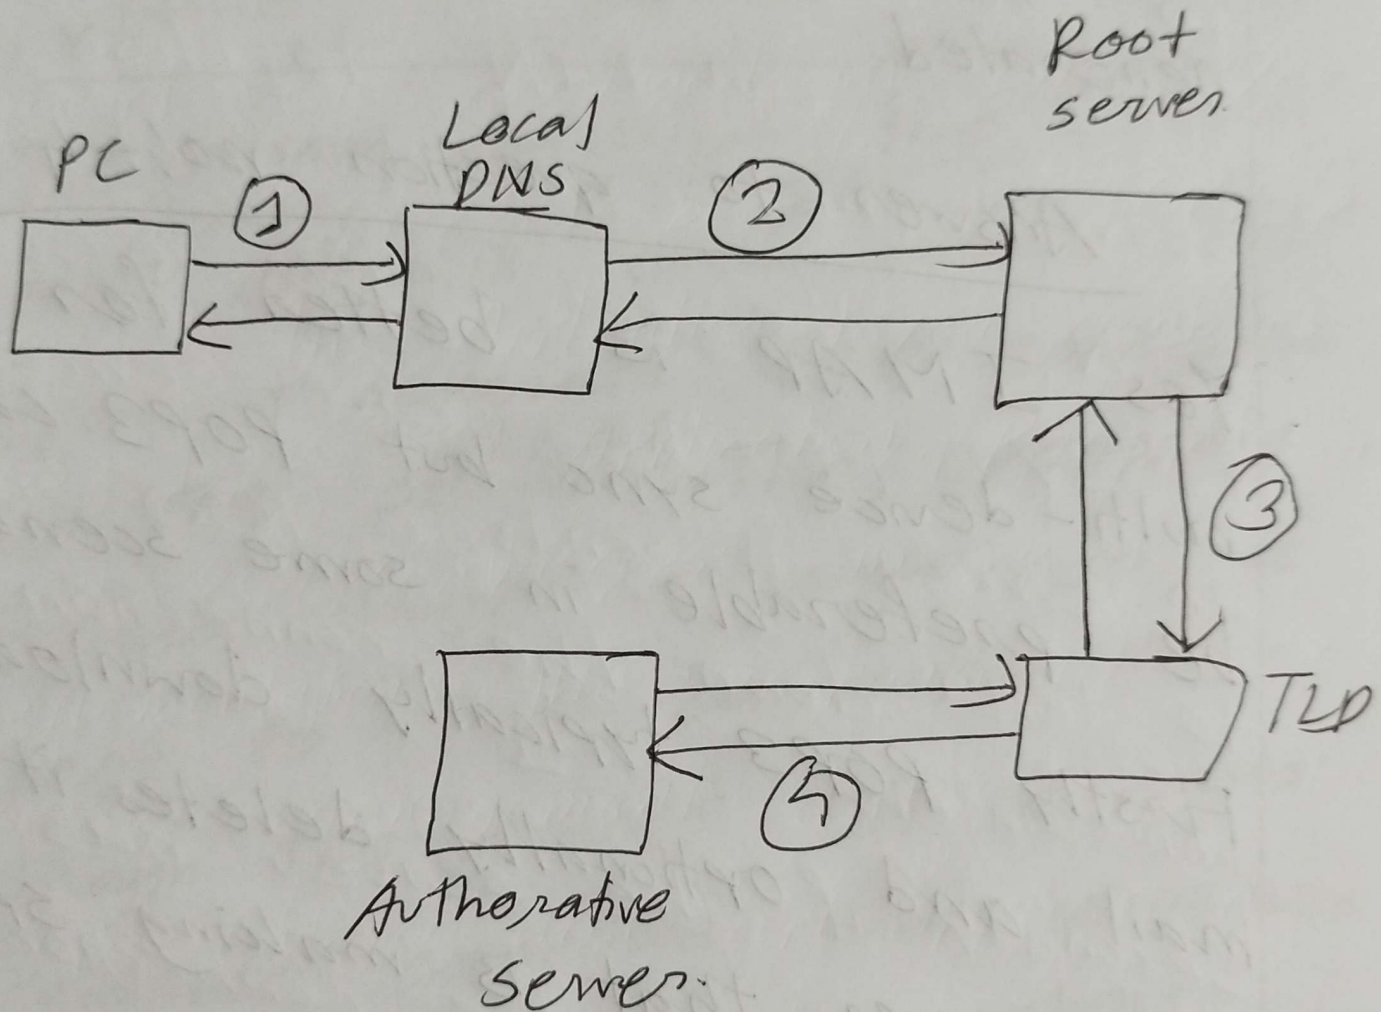 Root
server
Local
DNS
PC
1
2
3
TLD
4
Authorative
server.